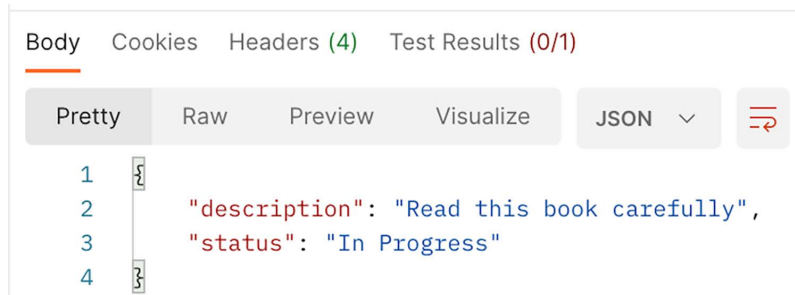 Body Cookies Headers (4) Test Results (0/1)
Pretty Raw Preview Visualize JSON
1 {
2 "description": "Read this book carefully",
3 "status": "In Progress"
4 }